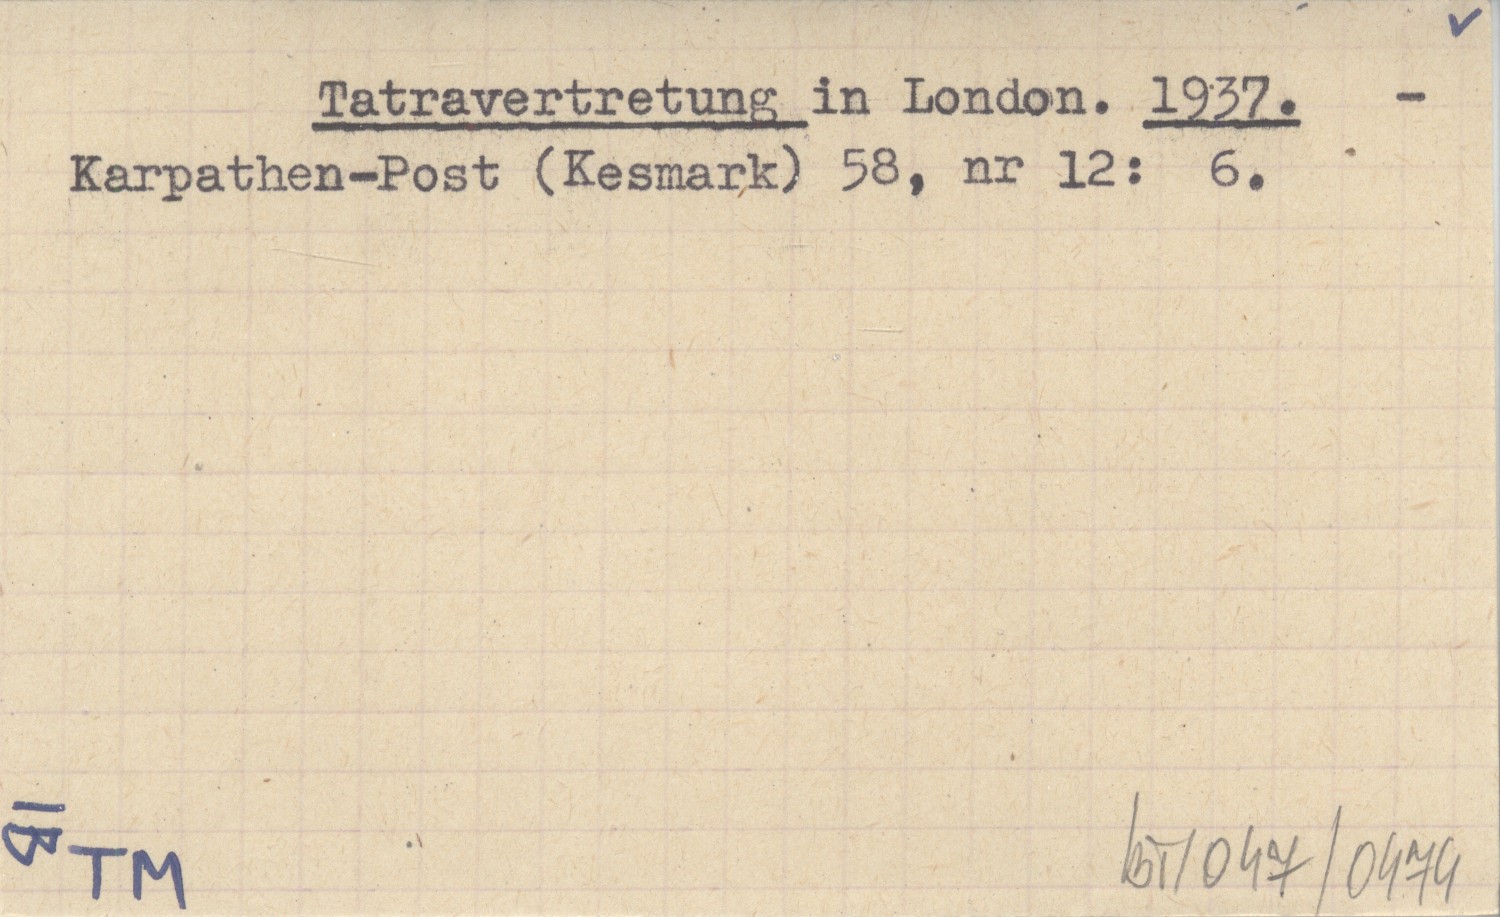 Tatravertretung in London. 1937. -
Karpathen-Post (Kesmark) 58, nr 12: 6.
TM
BT/047/0474